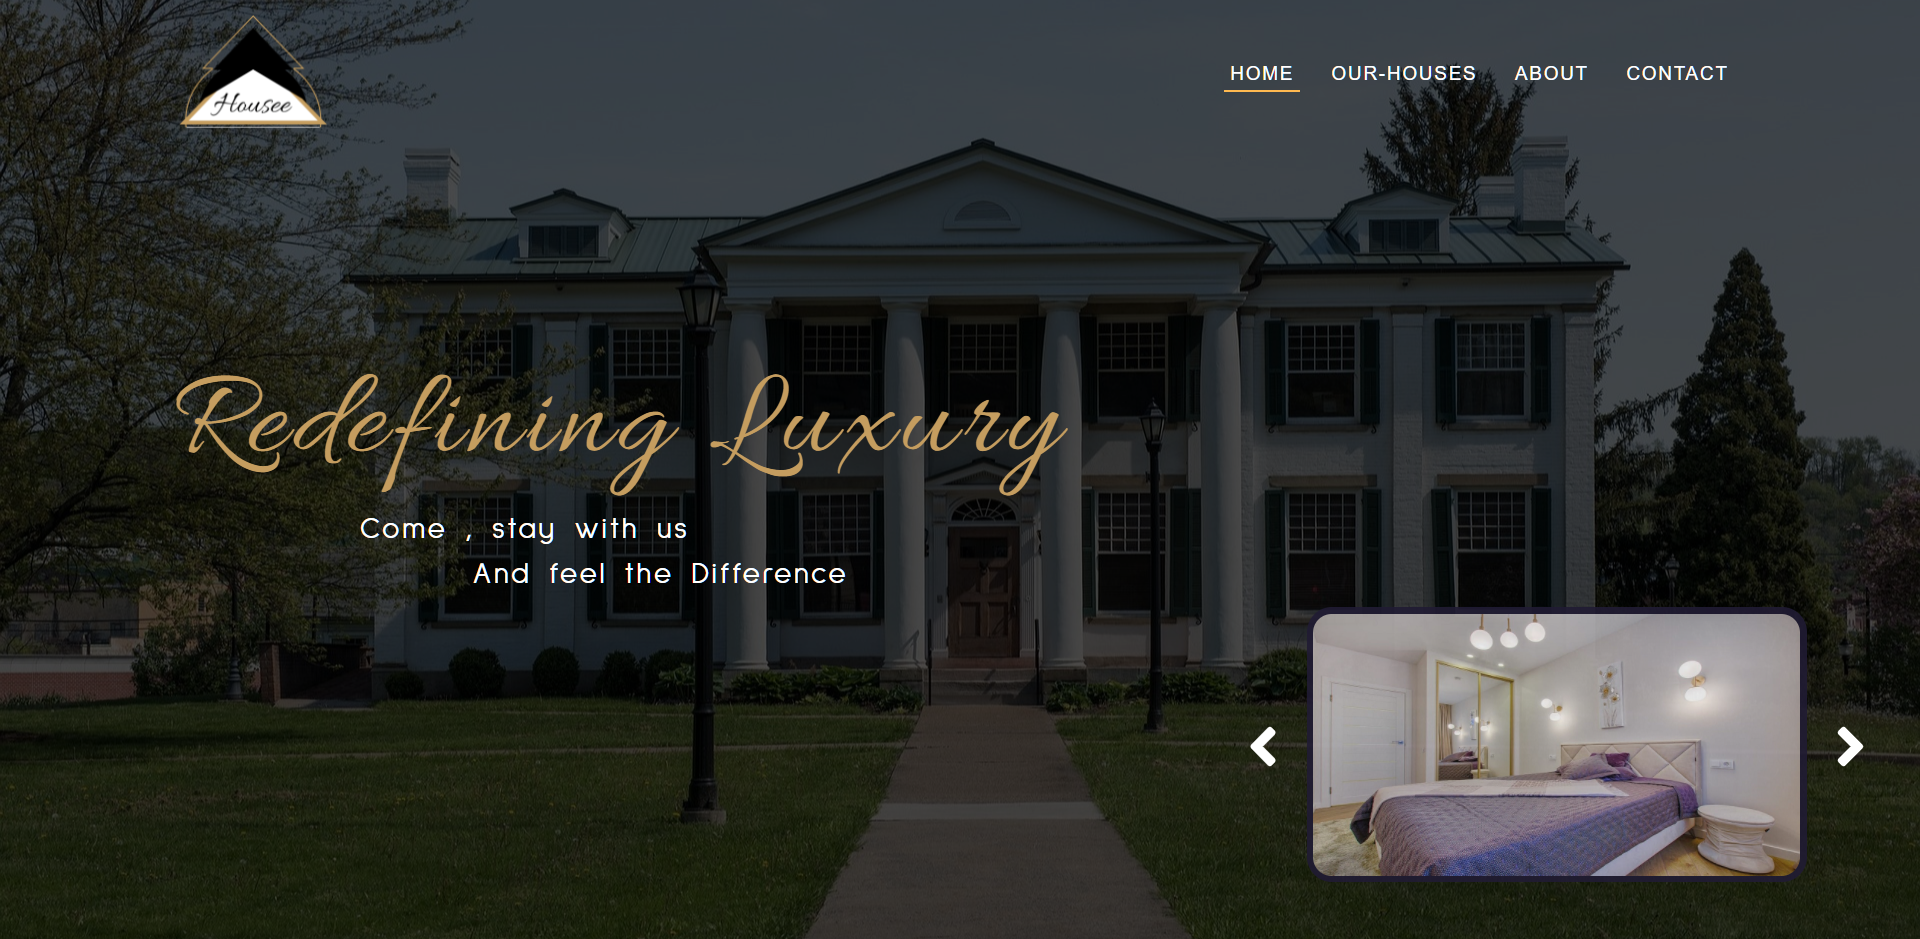 Housee
HOME OUR-HOUSES ABOUT CONTACT
Redefining Luxury
Come , stay with us
And feel the Difference